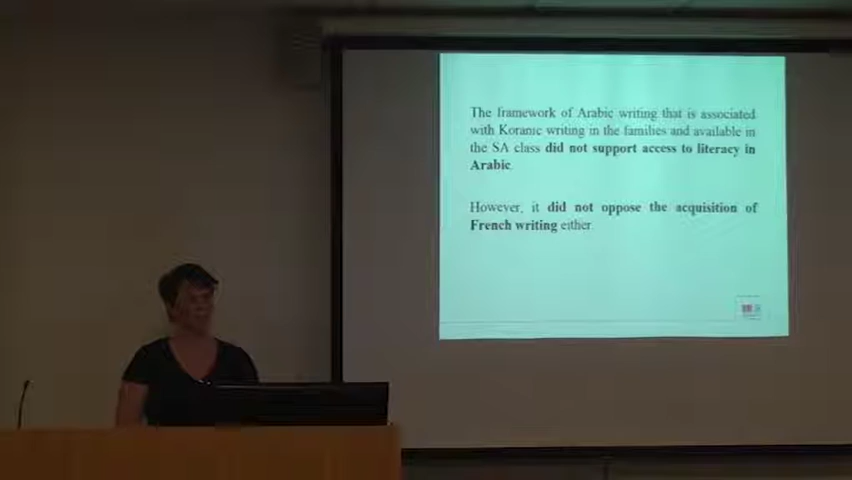 The framework of Arabic writing that is associated
with Koranic writing in the families and available in
the SA class did not support access to literacy in
Arabic.
However, it did not oppose the acquisition of
French writing either.